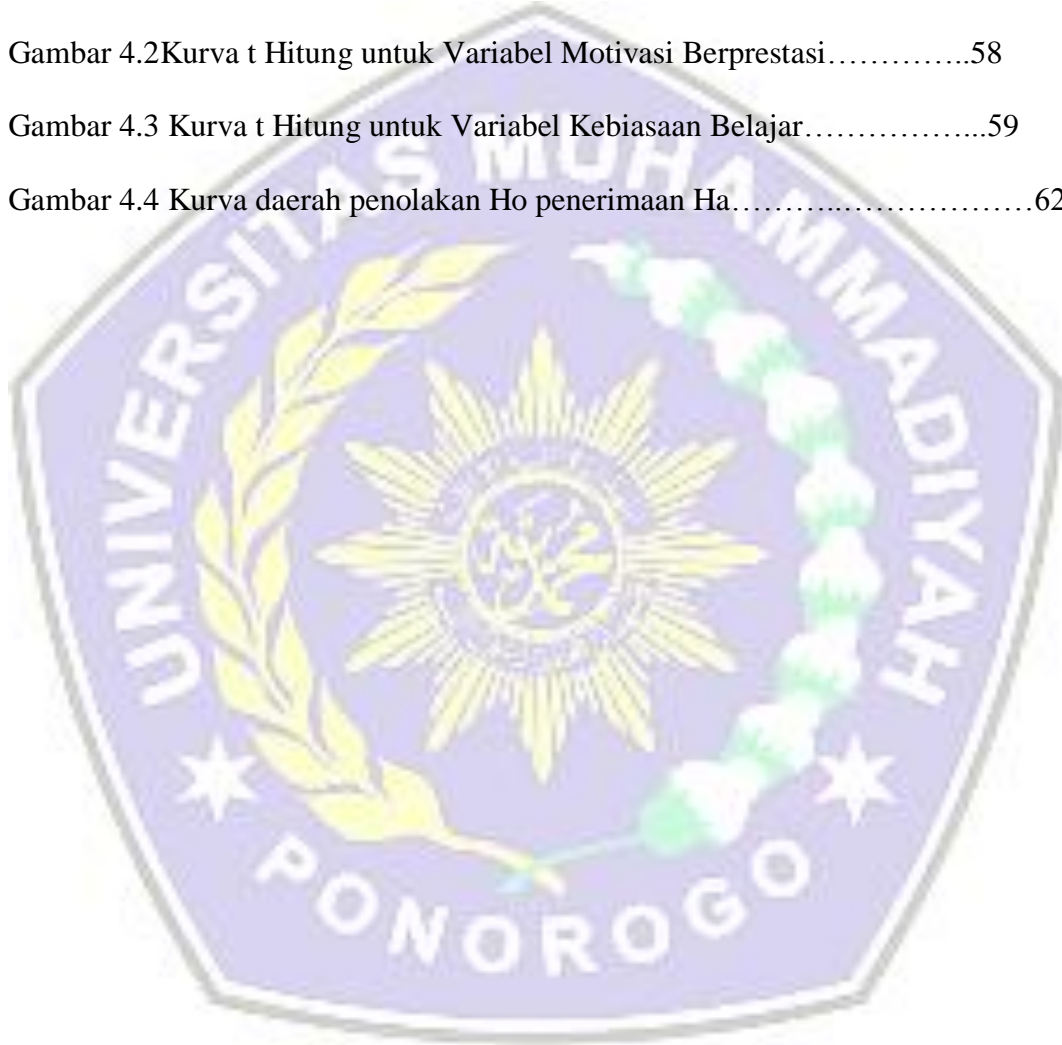 Gambar 4.2Kurva t Hitung untuk Variabel Motivasi Berprestasi…………..58
Gambar 4.3 Kurva t Hitung untuk Variabel Kebiasaan Belajar……………...59
Gambar 4.4 Kurva daerah penolakan Ho penerimaan Ha………...………………62
UNIVERSITAS MUHAMMADIYAH
PONOROGO